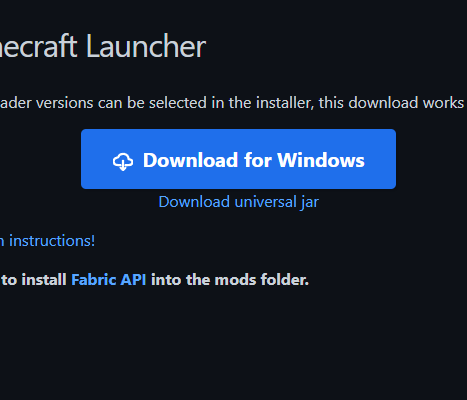 necraft Launcher
ader versions can be selected in the installer, this download works
Download for Windows
Download universal jar
n instructions!
to install Fabric API into the mods folder.